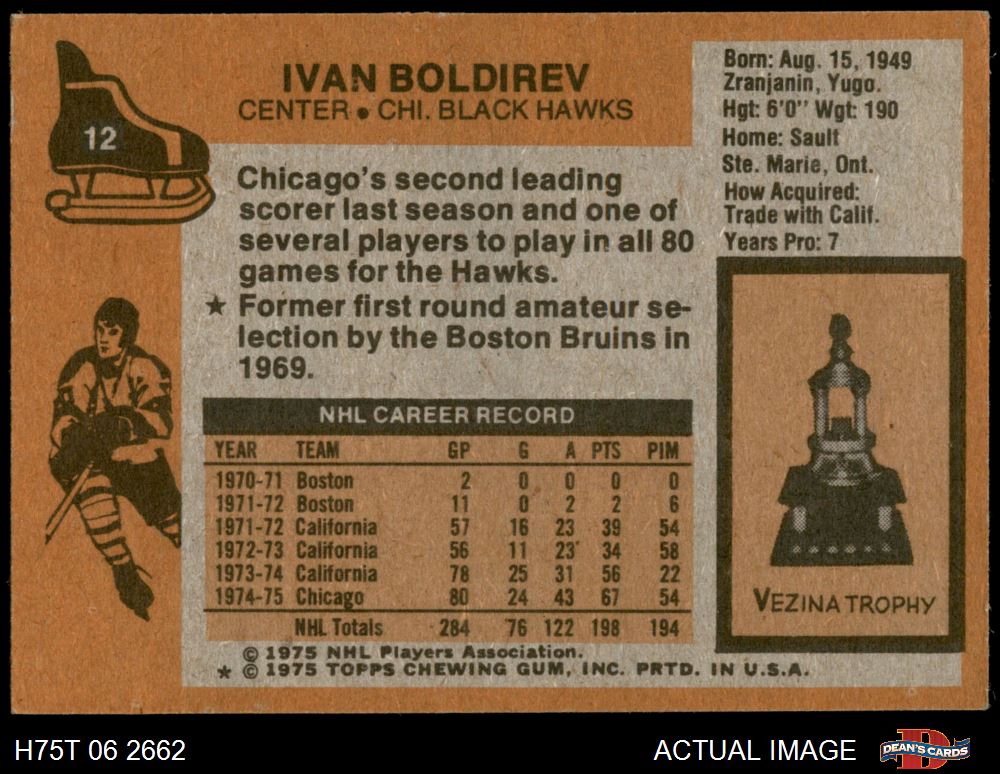 12
IVAN BOLDIREV
CENTER • CHI. BLACK HAWKS
Born: Aug. 15, 1949
Zranjanin, Yugo.
Hgt: 6'0" Wgt: 190
Home: Sault
Ste. Marie, Ont.
How Acquired:
Trade with Calif.
Years Pro: 7
Chicago's second leading
scorer last season and one of
several players to play in all 80
games for the Hawks.
★ Former first round amateur se-
lection by the Boston Bruins in
1969.
NHL CAREER RECORD
YEAR TEAM GP G A PTS PIM
1970-71 Boston 2 0 0 0 0
1971-72 Boston 11 0 2 2 6
1971-72 California 57 16 23 39 54
1972-73 California 56 11 23 34 58
1973-74 California 78 25 31 56 22
1974-75 Chicago 80 24 43 67 54
NHL Totals 284 76 122 198 194
VEZINA TROPHY
© 1975 NHL Players Association.
★ © 1975 TOPPS CHEWING GUM, INC. PRTD. IN U.S.A.
H75T 06 2662
ACTUAL IMAGE
DEAN'S CARDS